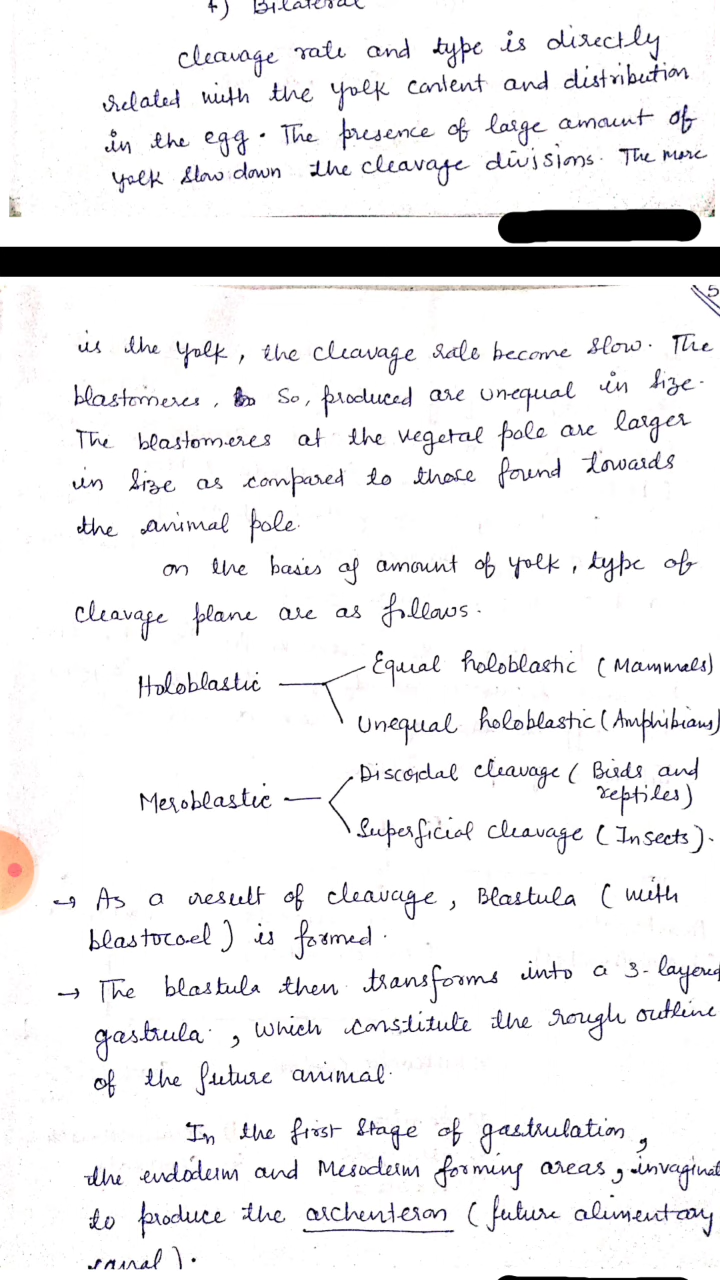 4) Bilateral
Cleavage rate and type is directly
related with the yolk content and distribution
in the egg. The presence of large amount of
yolk slow down the cleavage divisions. The more
5
is the yolk, the cleavage rate become slow. The
blastomeres, So, produced are unequal in size.
The blastomeres at the vegetal pole are larger
in size as compared to those found towards
the animal pole.
on the basis of amount of yolk, type of
cleavage plane are as follows.
Equal holoblastic (Mammals)
Holoblastic
Unequal holoblastic (Amphibians)
Discoidal cleavage (Birds and
reptiles)
Meroblastic
Superficial cleavage (Insects).
→ As a result of cleavage, Blastula (with
blastocoel) is formed.
→ The blastula then transforms into a 3-layered
gastrula, which constitute the rough outline
of the future animal.
In the first stage of gastrulation,
the endoderm and Mesoderm forming areas, invaginat
to produce the archenteron (future alimentary
canal).